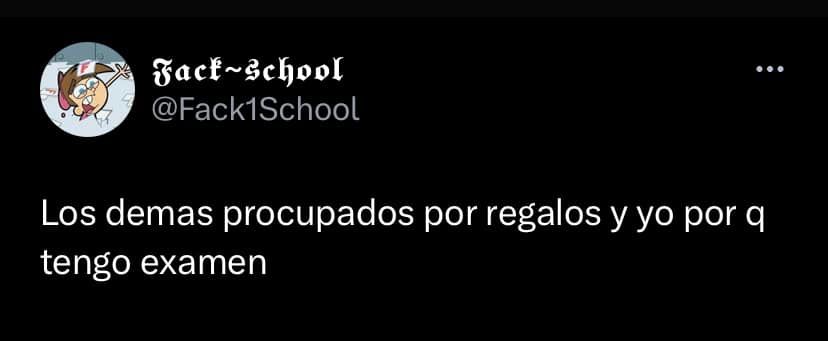 𝕱𝖆𝖈𝖐~𝖘𝖈𝖍𝖔𝖔𝖑
@Fack1School
Los demas procupados por regalos y yo por q
tengo examen